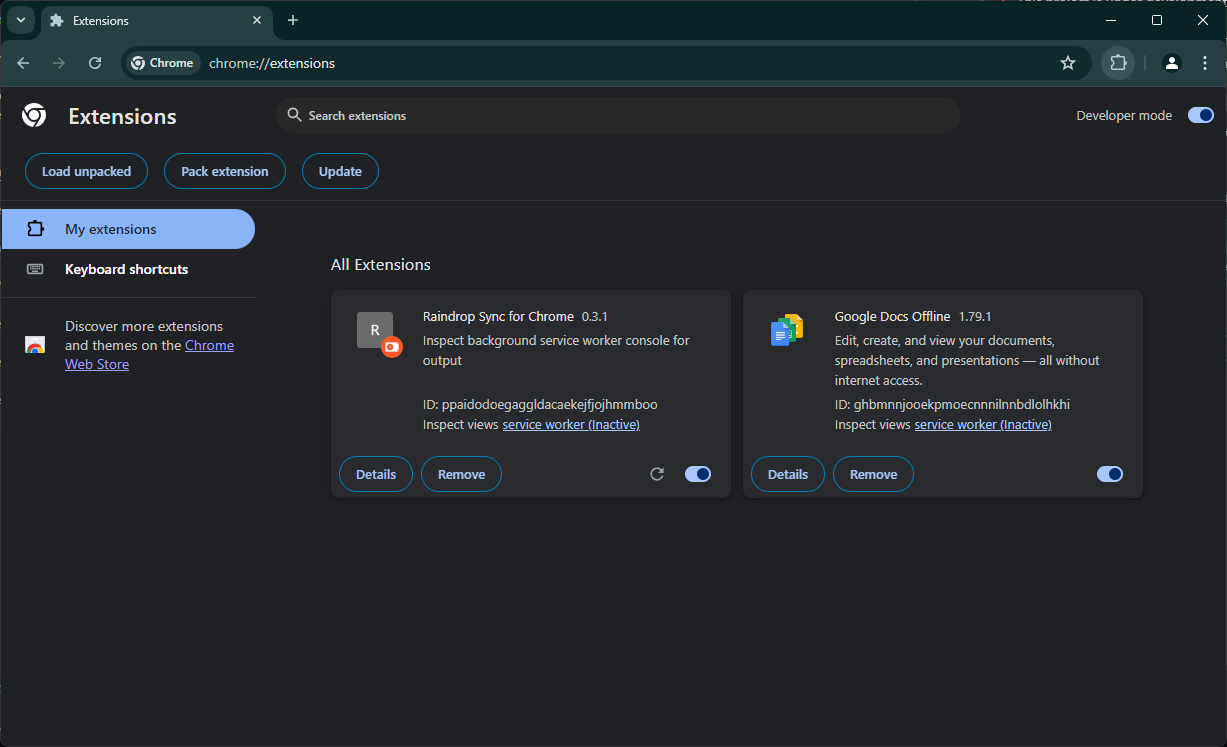 Extensions
Chrome
chrome://extensions
Extensions
Search extensions
Developer mode
Load unpacked
Pack extension
Update
My extensions
Keyboard shortcuts
Discover more extensions
and themes on the Chrome
Web Store
All Extensions
R
Raindrop Sync for Chrome 0.3.1
Inspect background service worker console for
output
ID: ppaidodoegaggldacaekejfjojhmmboo
Inspect views service worker (Inactive)
Details
Remove
Google Docs Offline 1.79.1
Edit, create, and view your documents,
spreadsheets, and presentations — all without
internet access.
ID: ghbmnnjooekpmoecnnnilnnbdlolhkhi
Inspect views service worker (Inactive)
Details
Remove